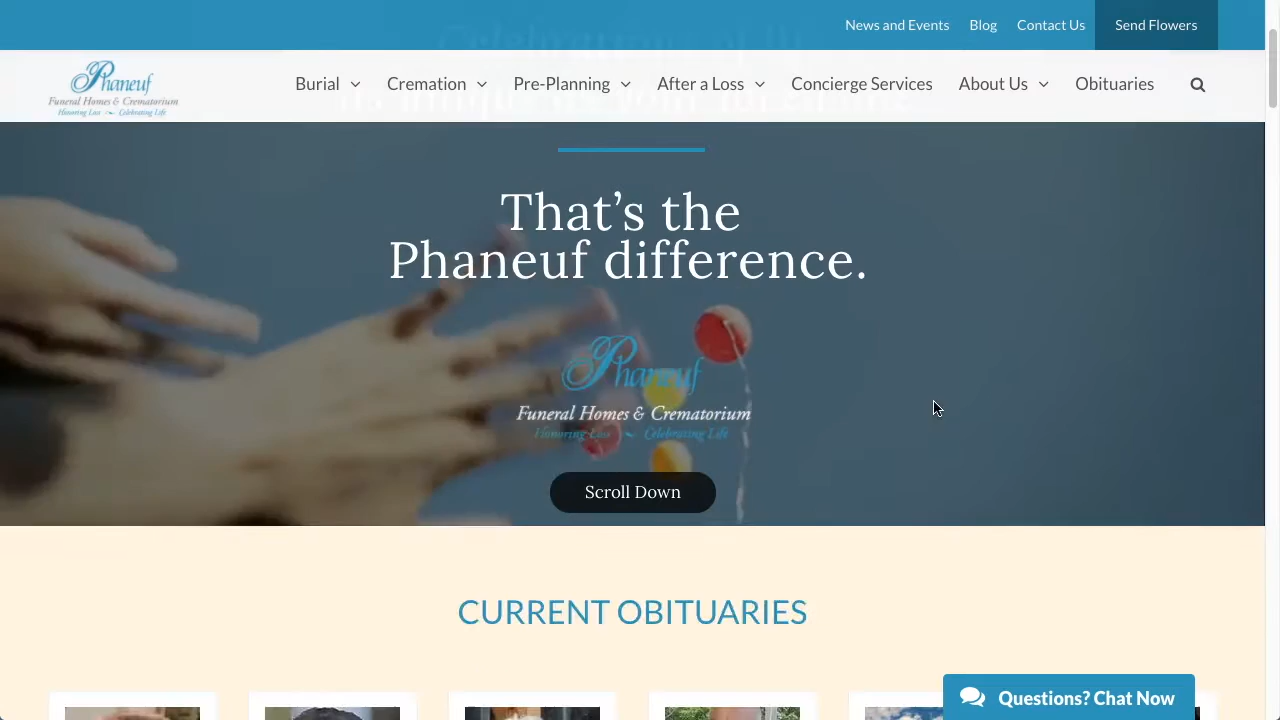 News and Events Blog Contact Us Send Flowers
Phaneuf
Funeral Homes & Crematorium
Honoring Loss ~ Celebrating Life
Burial Cremation Pre-Planning After a Loss Concierge Services About Us Obituaries
That’s the
Phaneuf difference.
Phaneuf
Funeral Homes & Crematorium
Honoring Loss ~ Celebrating Life
Scroll Down
CURRENT OBITUARIES
Questions? Chat Now